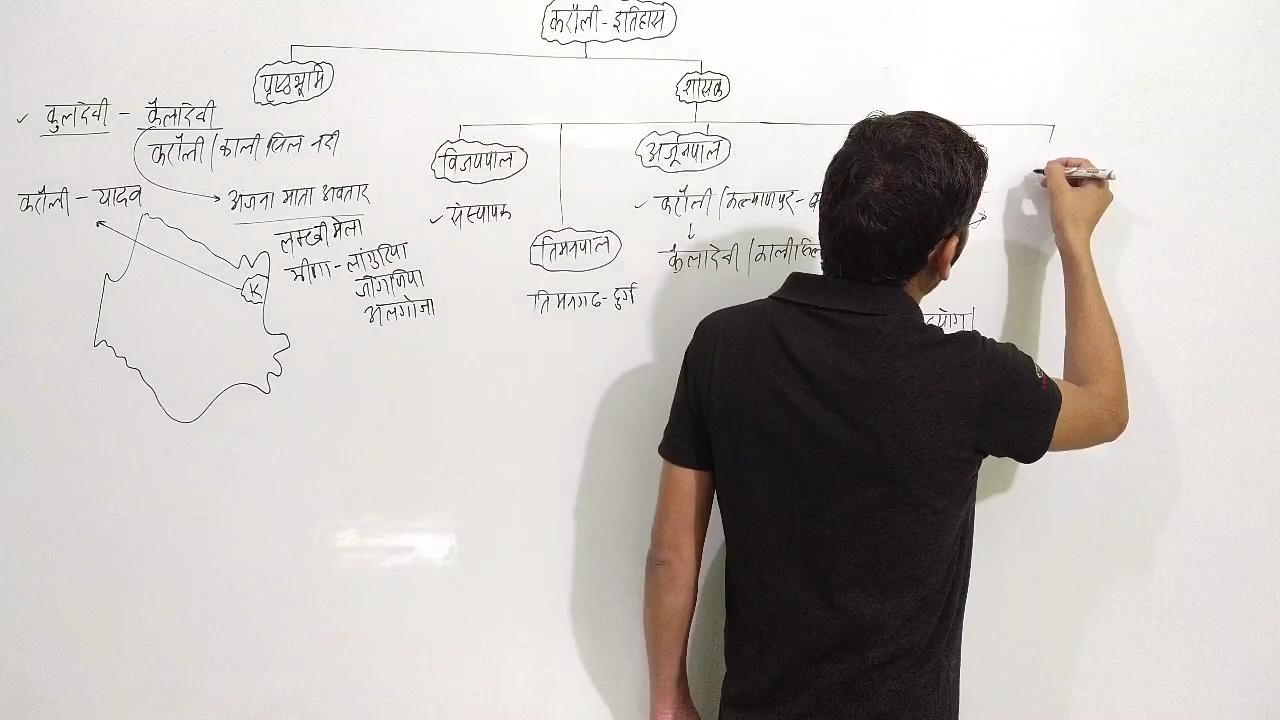 करौली - इतिहास
पृष्ठभूमि
शासक
✓ कुलदेवी - कैलादेवी
करौली / काली सिल नदी
करौली - यादव
अंजना माता अवतार
लक्खी मेला
मीणा - लांगुरिया
जोगणिया
अलगोजा
K
विजयपाल
✓ संस्थापक
तिमनपाल
तिमनगढ - दुर्ग
अर्जुनपाल
✓ करौली / कल्याणपुर -
↓
कैलादेवी /